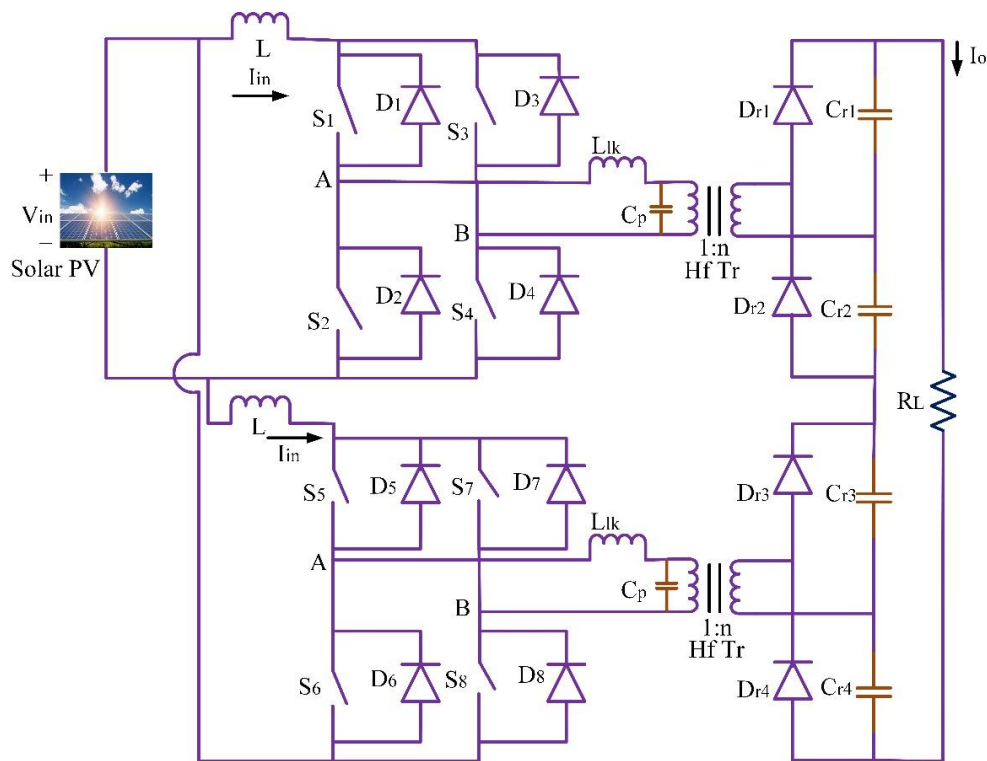 L
Iin
S1
D1
S3
D3
A
B
Llk
Cp
1:n
Hf Tr
+
Vin
−
Solar PV
S2
D2
S4
D4
Dr1
Cr1
Io
Dr2
Cr2
RL
L
Iin
S5
D5
S7
D7
A
B
Llk
Cp
1:n
Hf Tr
S6
D6
S8
D8
Dr3
Cr3
Dr4
Cr4